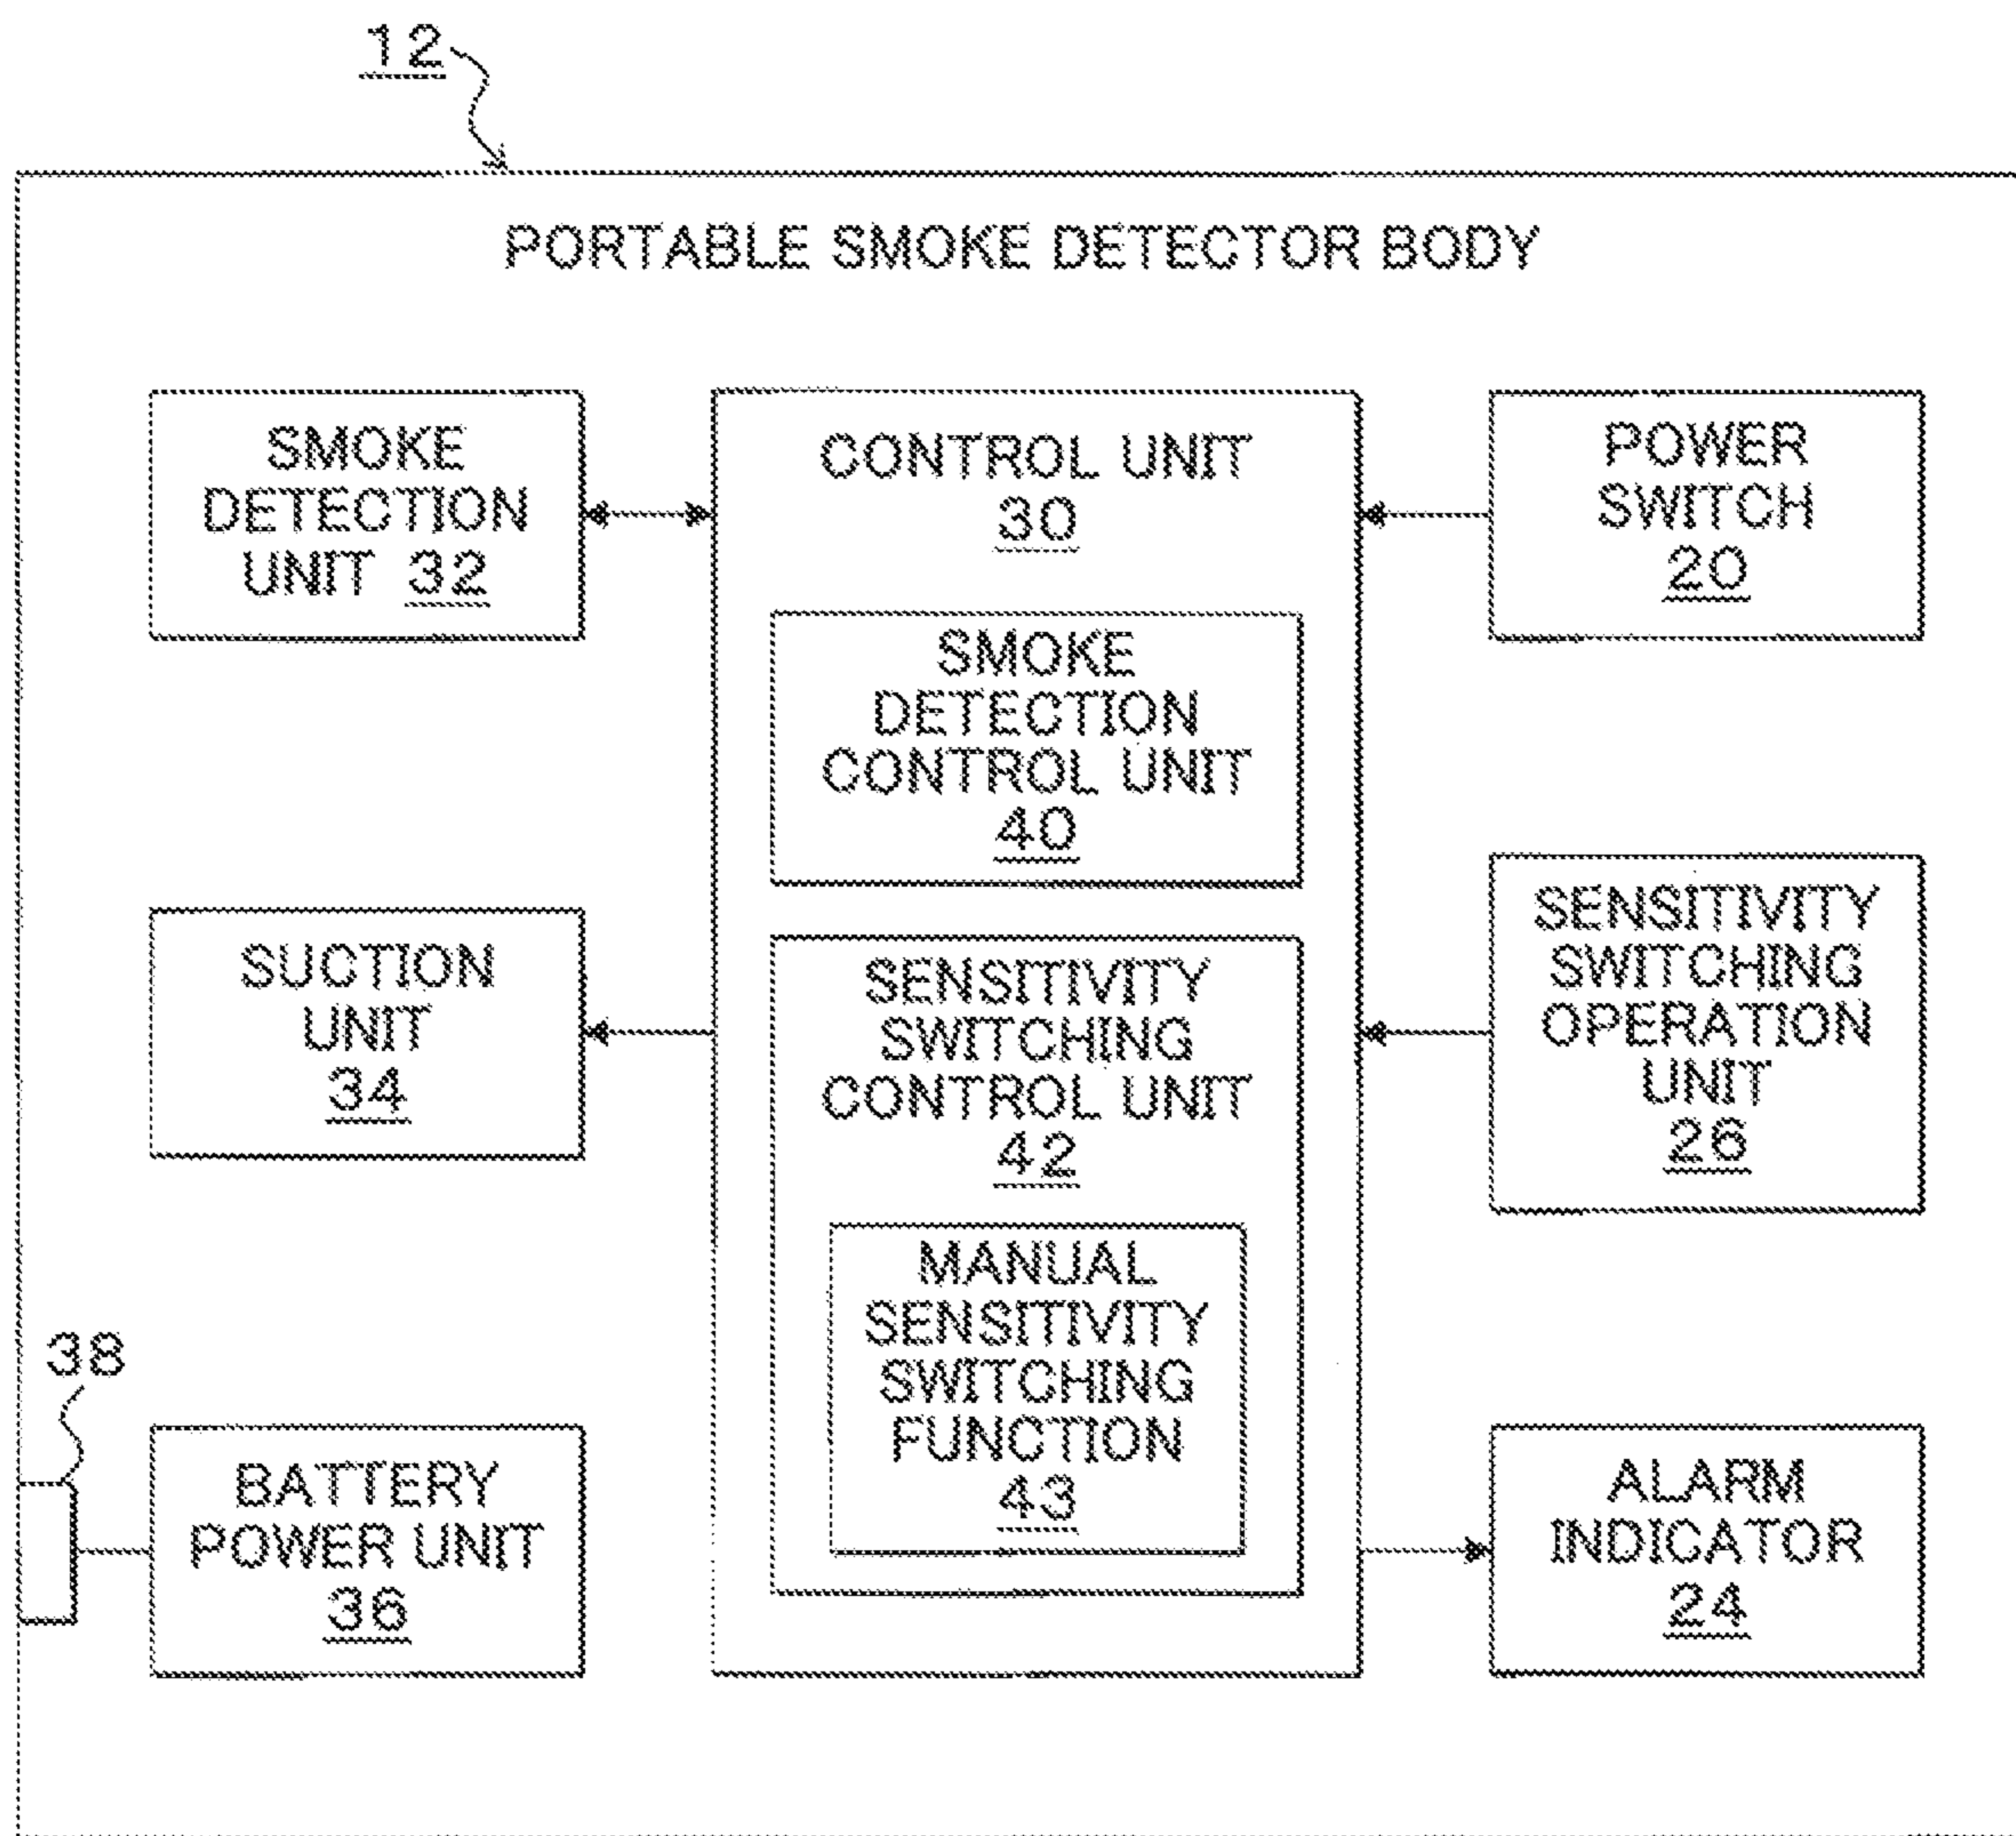 12
PORTABLE SMOKE DETECTOR BODY
SMOKE
DETECTION
UNIT 32
CONTROL UNIT
30
POWER
SWITCH
20
SMOKE
DETECTION
CONTROL UNIT
40
SUCTION
UNIT
34
SENSITIVITY
SWITCHING
CONTROL UNIT
42
SENSITIVITY
SWITCHING
OPERATION
UNIT
26
MANUAL
SENSITIVITY
SWITCHING
FUNCTION
43
38
BATTERY
POWER UNIT
36
ALARM
INDICATOR
24